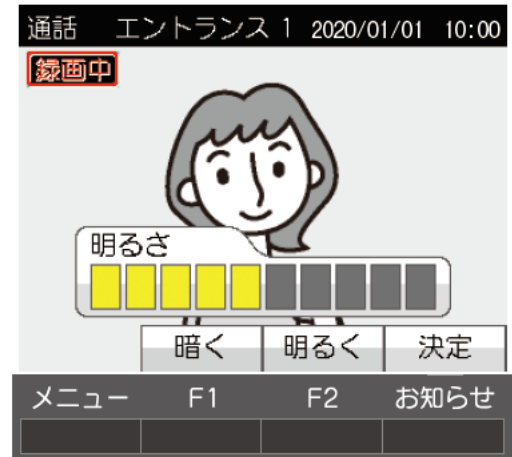 通話 エントランス 1 2020/01/01 10:00
録画中
明るさ
暗く 明るく 決定
メニュー F1 F2 お知らせ